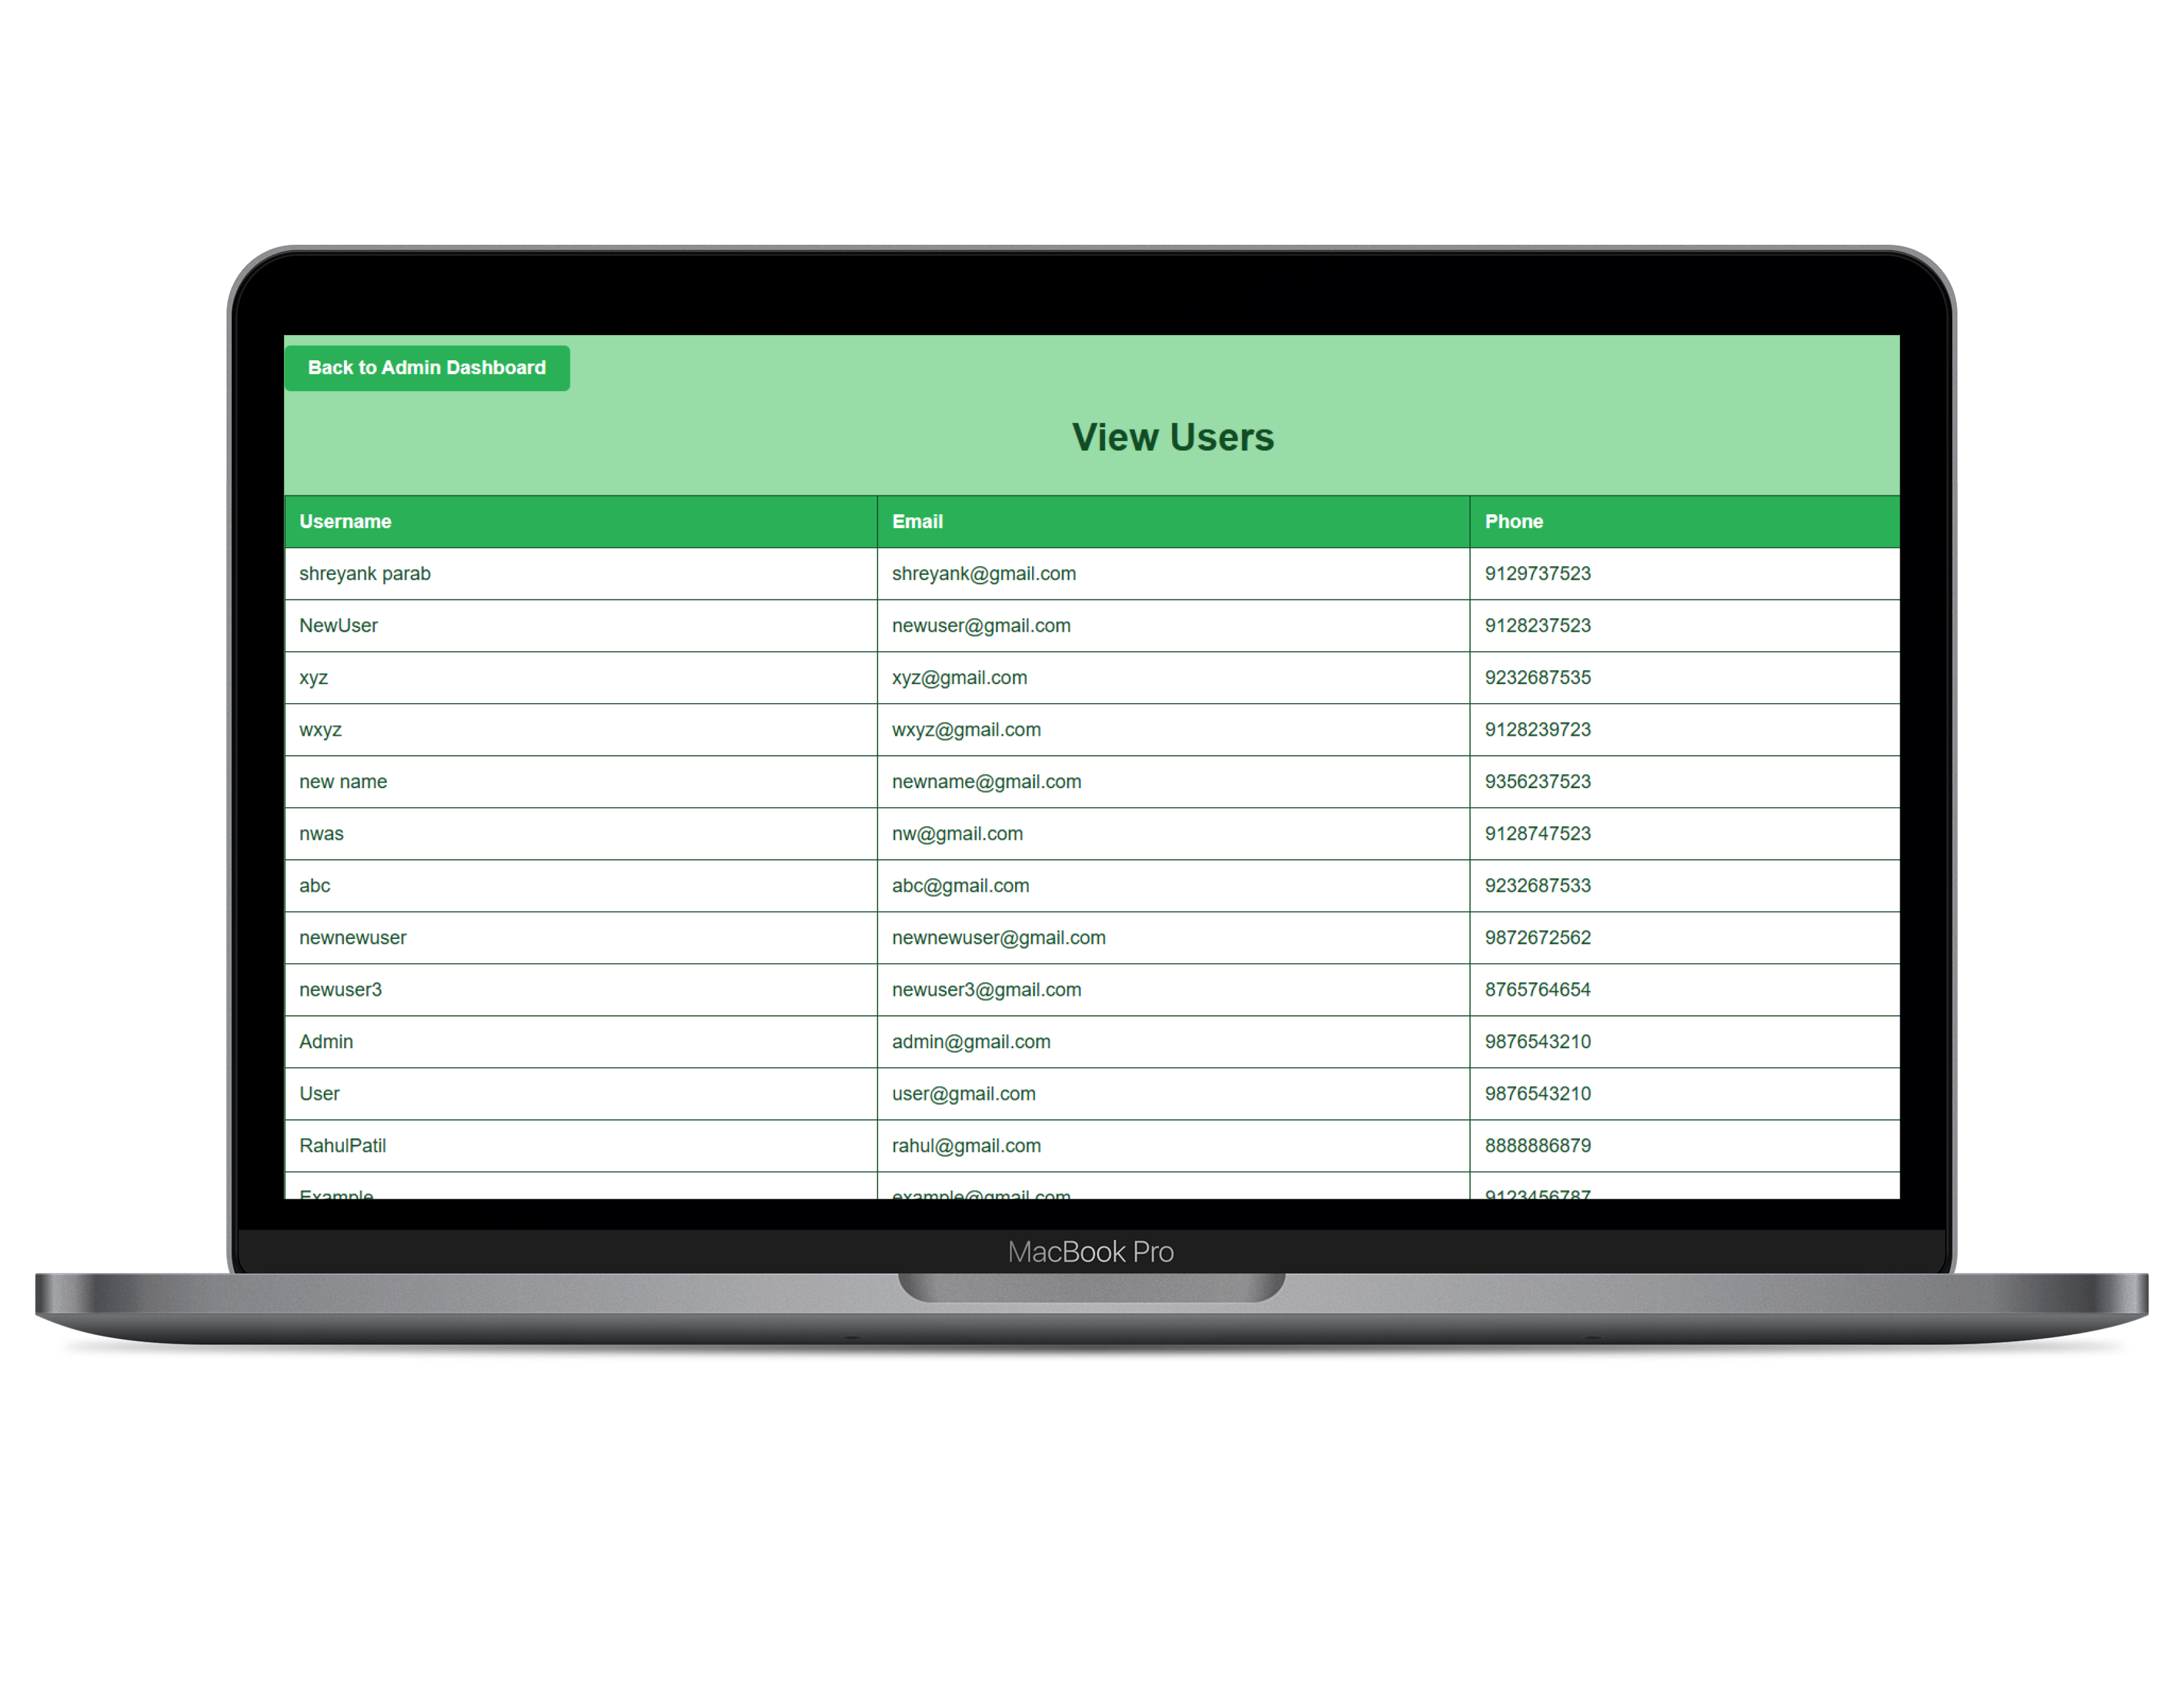 Back to Admin Dashboard
View Users
Username Email Phone
shreyank parab shreyank@gmail.com 9129737523
NewUser newuser@gmail.com 9128237523
xyz xyz@gmail.com 9232687535
wxyz wxyz@gmail.com 9128239723
new name newname@gmail.com 9356237523
nwas nw@gmail.com 9128747523
abc abc@gmail.com 9232687533
newnewuser newnewuser@gmail.com 9872672562
newuser3 newuser3@gmail.com 8765764654
Admin admin@gmail.com 9876543210
User user@gmail.com 9876543210
RahulPatil rahul@gmail.com 8888886879
Example example@gmail.com 9123456787
MacBook Pro